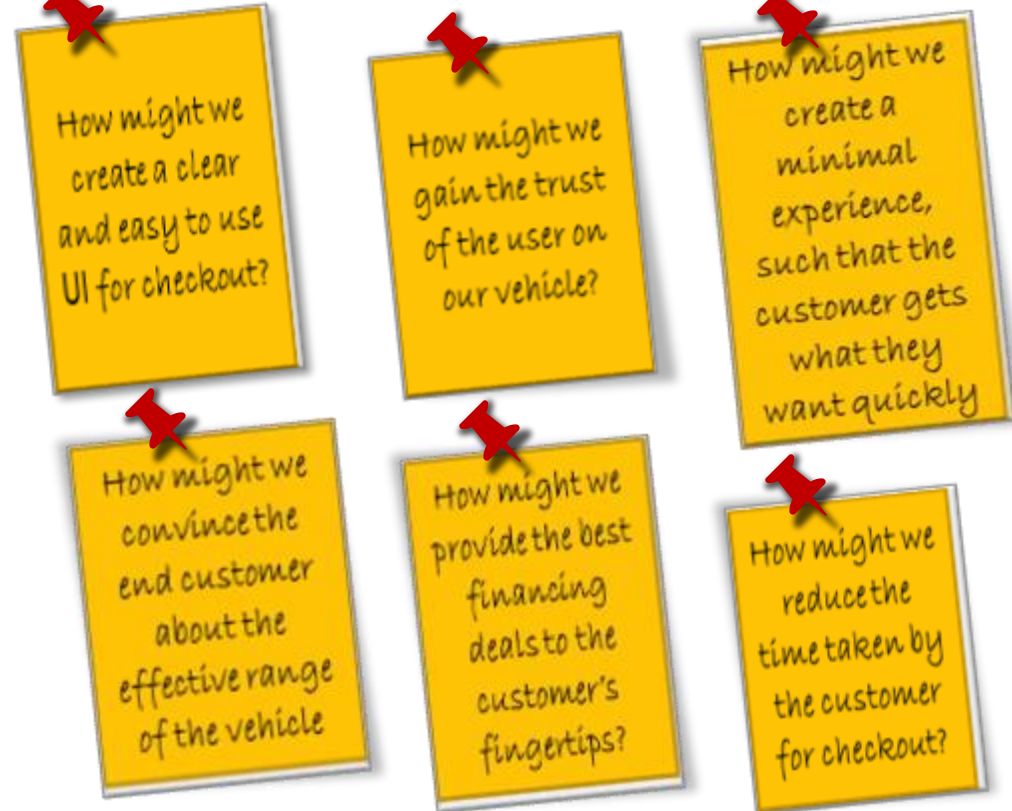 How might we
create a clear
and easy to use
UI for checkout?
How might we
gain the trust
of the user on
our vehicle?
How might we
create a
minimal
experience,
such that the
customer gets
what they
want quickly
How might we
convince the
end customer
about the
effective range
of the vehicle
How might we
provide the best
financing
deals to the
customer's
fingertips?
How might we
reduce the
time taken by
the customer
for checkout?